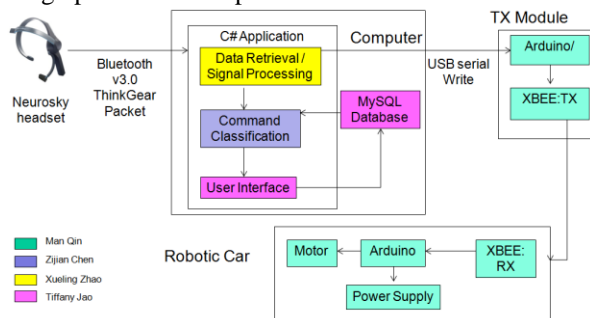 C# Application
Computer
TX Module
Data Retrieval /
Signal Processing
Bluetooth
v3.0
ThinkGear
Packet
Neurosky
headset
USB serial
Write
Arduino/
XBEE:TX
MySQL
Database
Command
Classification
User Interface
Man Qin
Zijian Chen
Xueling Zhao
Tiffany Jao
Robotic Car
Motor
Arduino
XBEE:
RX
Power Supply